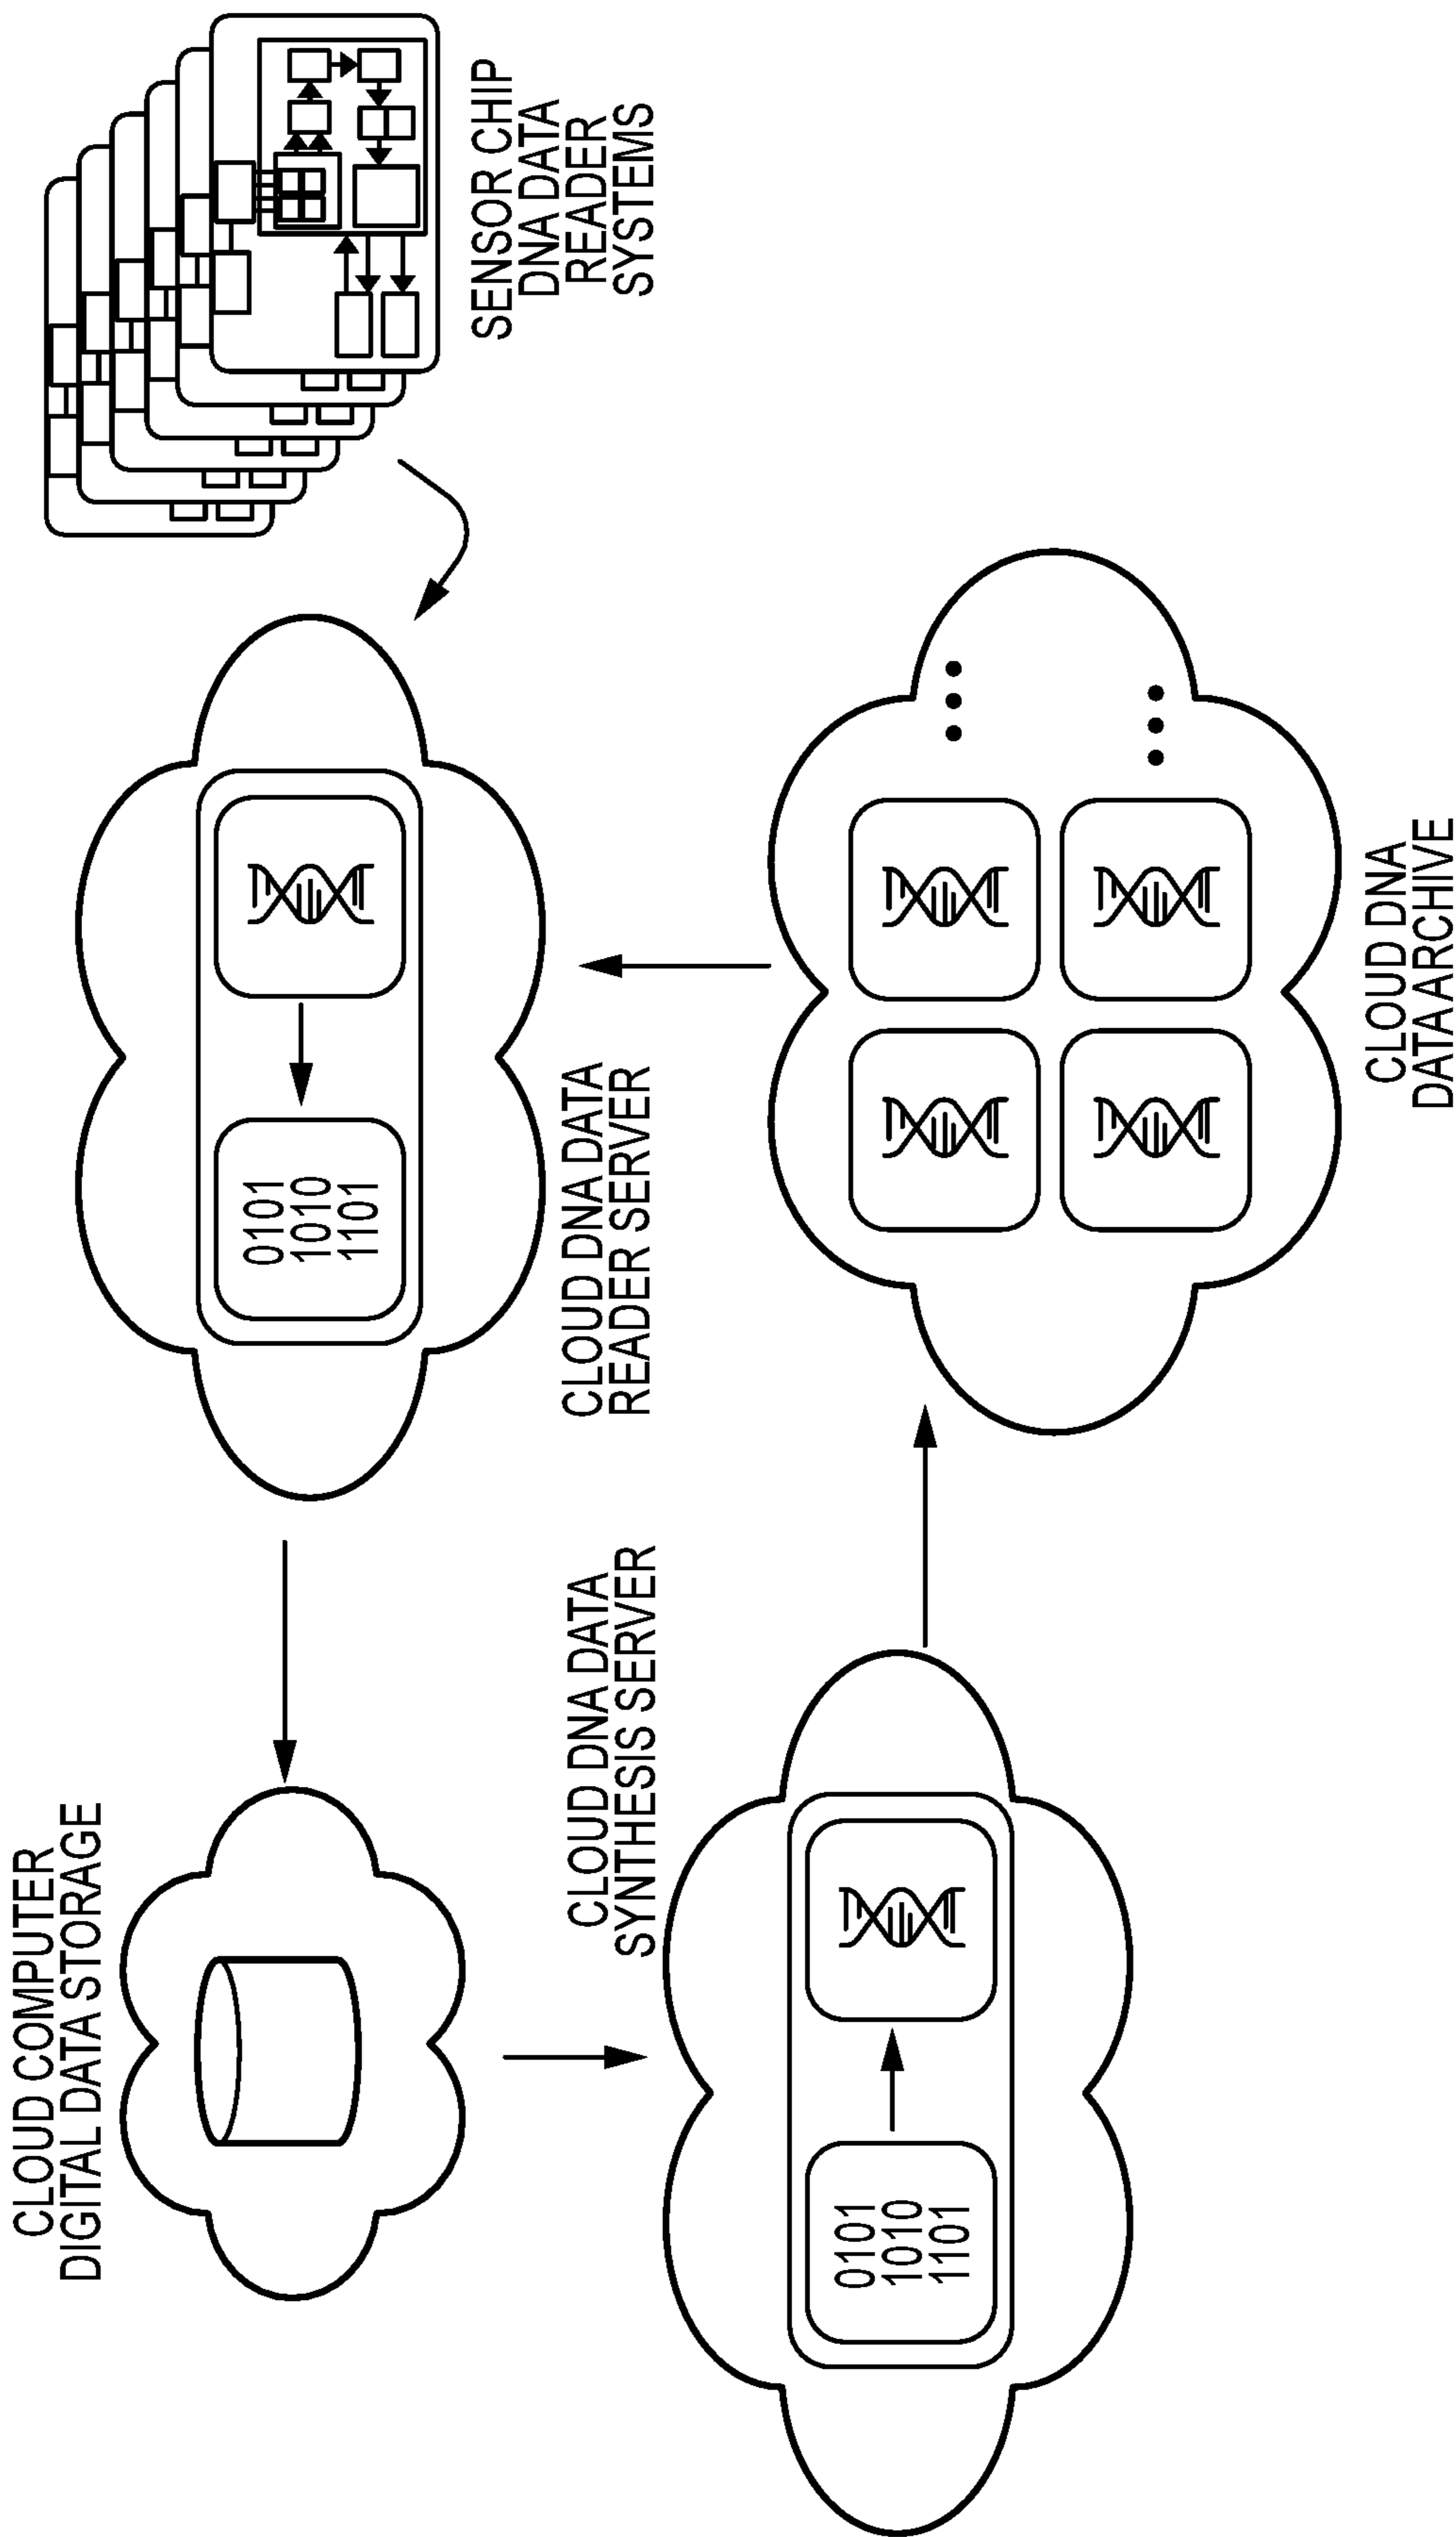 CLOUD COMPUTER
DIGITAL DATA STORAGE
0101
1010
1101
CLOUD DNA DATA
READER SERVER
SENSOR CHIP
DNA DATA
READER
SYSTEMS
CLOUD DNA DATA
SYNTHESIS SERVER
0101
1010
1101
CLOUD DNA
DATA ARCHIVE